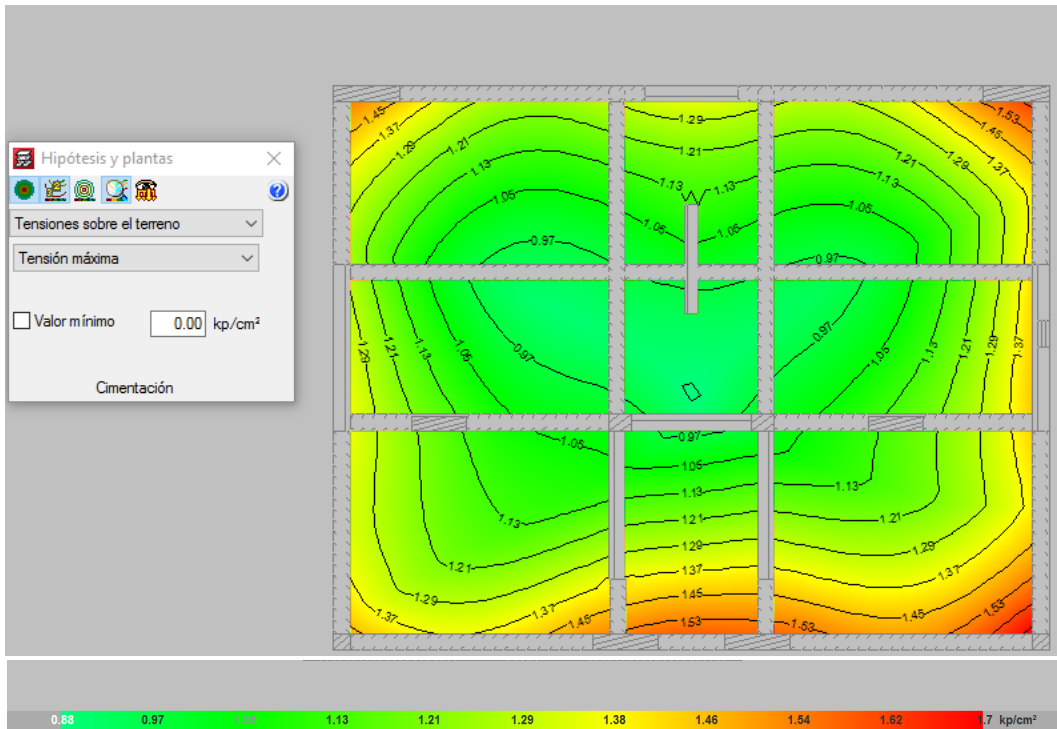 Hipótesis y plantas
Tensiones sobre el terreno
Tensión máxima
Valor mínimo 0.00 kp/cm²
Cimentación
1.45 1.29 1.53
1.37 1.21 1.45
1.29 1.21 1.21 1.29 1.37
1.13 1.13 1.13 1.13
1.05 1.05
1.05 1.05
0.97 0.97
1.29 1.21 1.13 1.05 0.97 0.97 1.05 1.13 1.21 1.29 1.37
1.05 0.97
1.05
1.13 1.13
1.13 1.21 1.21
1.29 1.29
1.21 1.37 1.37
1.29 1.45
1.37 1.37 1.45 1.53 1.53 1.45 1.53
0.88 0.97 1.05 1.13 1.21 1.29 1.38 1.46 1.54 1.62 1.7 kp/cm²